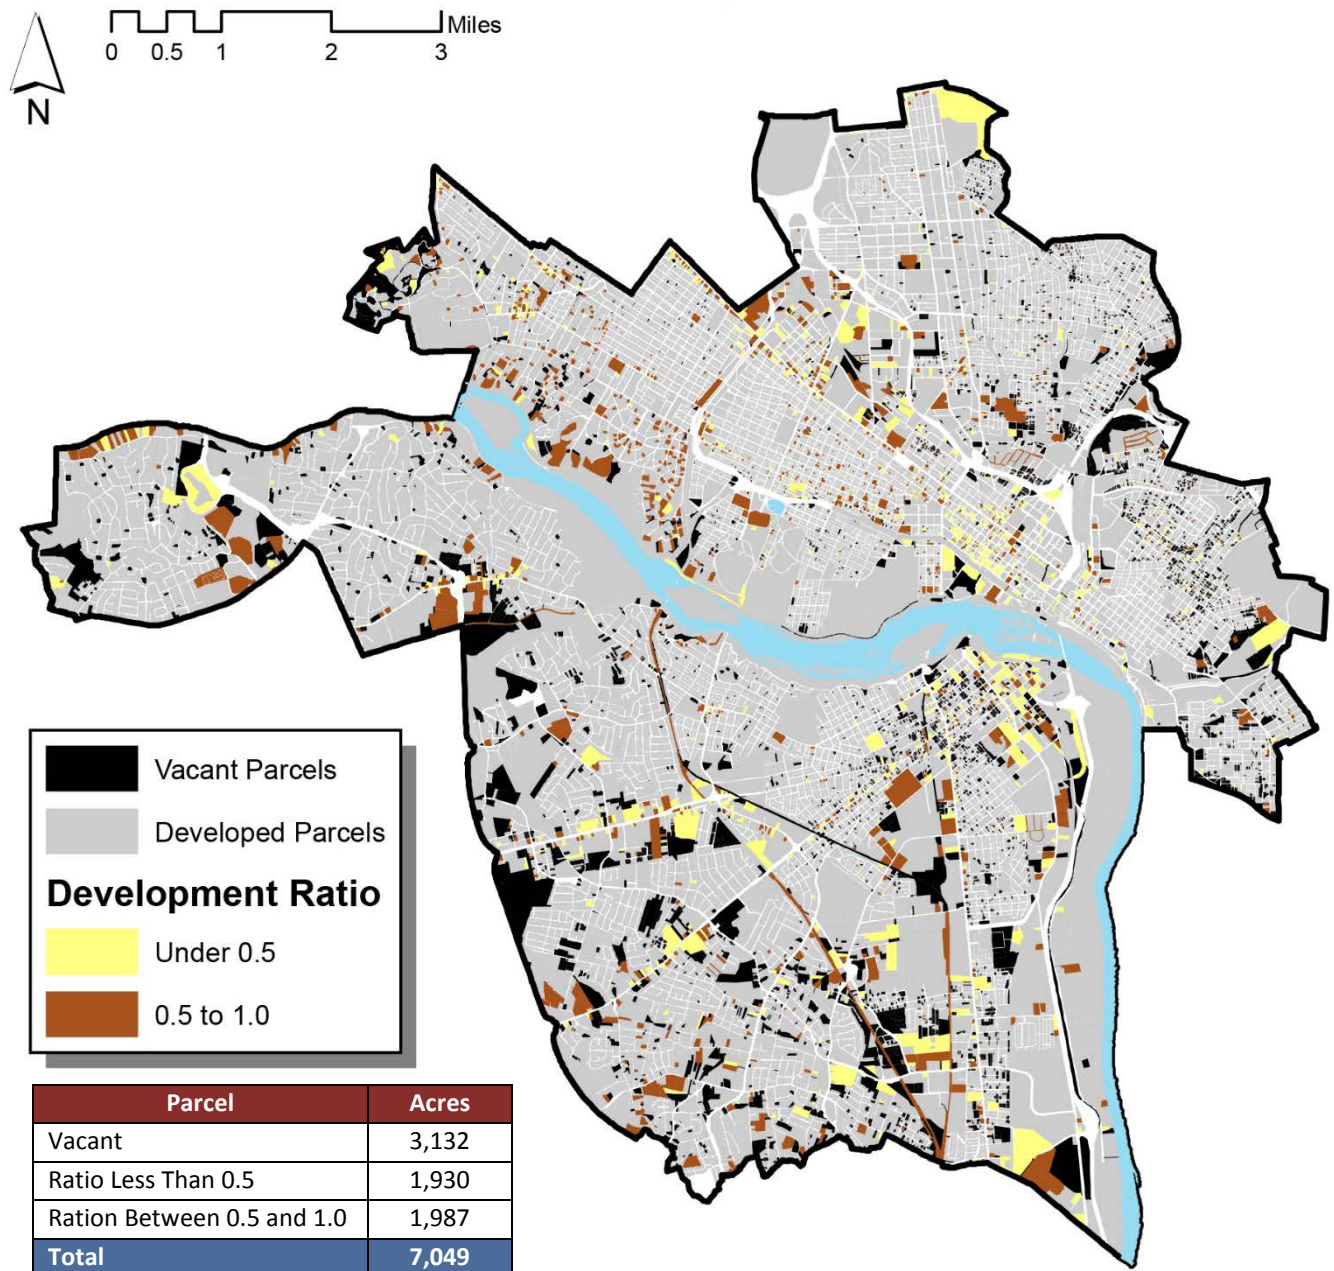 Miles
0 0.5 1 2 3
N
Vacant Parcels
Developed Parcels
Development Ratio
Under 0.5
0.5 to 1.0
Parcel Acres
Vacant 3,132
Ratio Less Than 0.5 1,930
Ration Between 0.5 and 1.0 1,987
Total 7,049